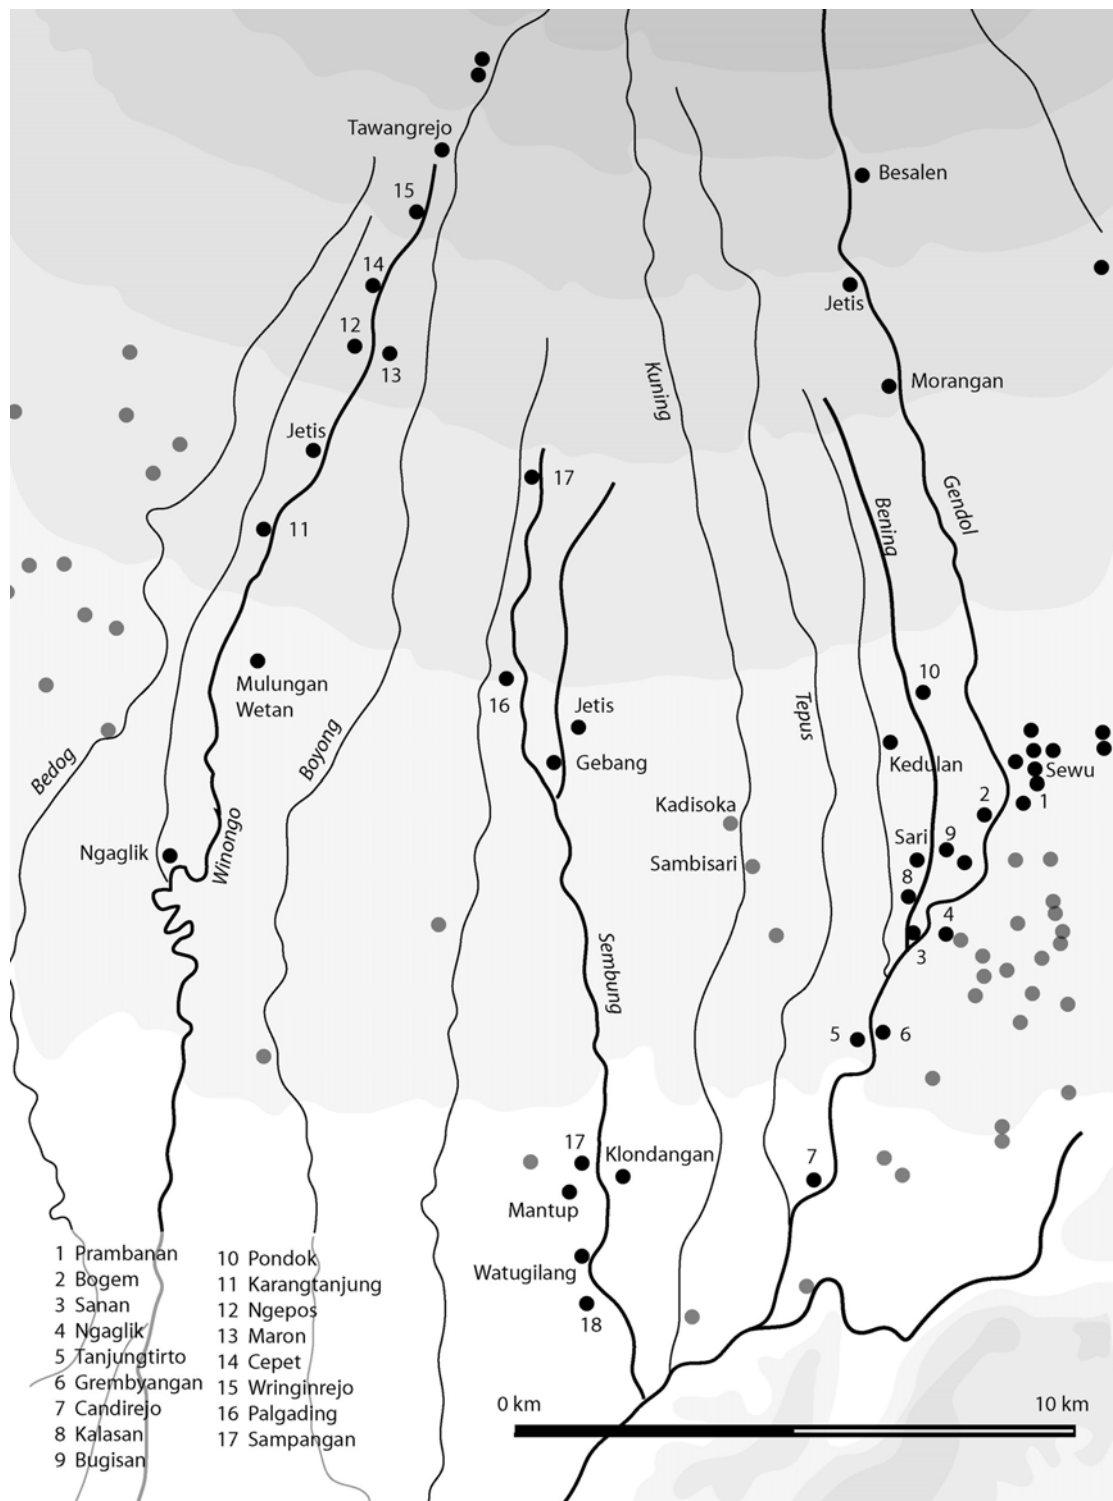 Tawangrejo
15
Besalen
14
Jetis
12
13
Kuning
Morangan
Jetis
17
Gendol
Bening
11
10
Mulungan
Wetan
16
Jetis
Tepus
Boyong
Bedog
Gebang
Kedulan
Sewu
Kadisoka
2
1
Winongo
Ngaglik
Sambisari
Sari
9
8
4
3
Sembung
5
6
17
Klondangan
7
Mantup
Watugilang
18
1 Prambanan
2 Bogem
3 Sanan
4 Ngaglik
5 Tanjungtirto
6 Grembyangan
7 Candirejo
8 Kalasan
9 Bugisan
10 Pondok
11 Karangtanjung
12 Ngepos
13 Maron
14 Cepet
15 Wringinrejo
16 Palgading
17 Sampangan
0 km
10 km